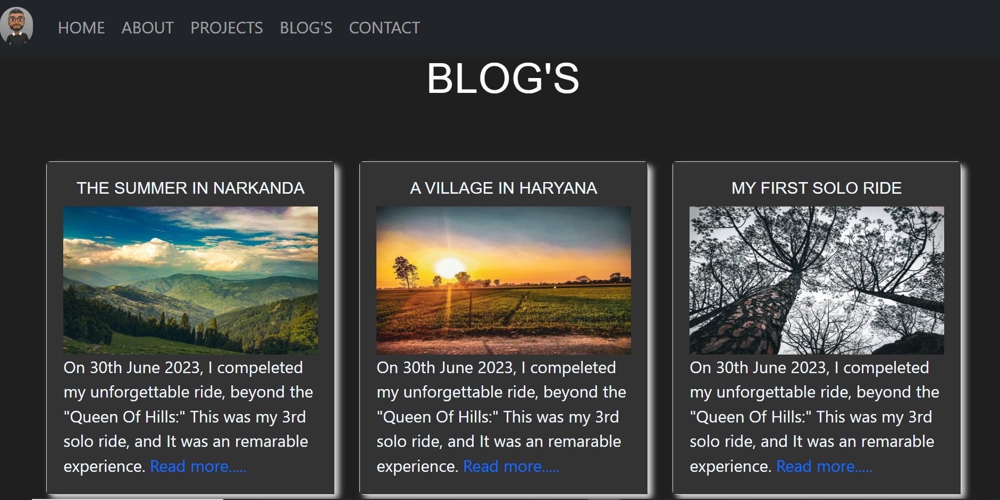 HOME ABOUT PROJECTS BLOG'S CONTACT
BLOG'S
THE SUMMER IN NARKANDA
On 30th June 2023, I compeleted
my unforgettable ride, beyond the
"Queen Of Hills:" This was my 3rd
solo ride, and It was an remarable
experience. Read more.....
A VILLAGE IN HARYANA
On 30th June 2023, I compeleted
my unforgettable ride, beyond the
"Queen Of Hills:" This was my 3rd
solo ride, and It was an remarable
experience. Read more.....
MY FIRST SOLO RIDE
On 30th June 2023, I compeleted
my unforgettable ride, beyond the
"Queen Of Hills:" This was my 3rd
solo ride, and It was an remarable
experience. Read more.....